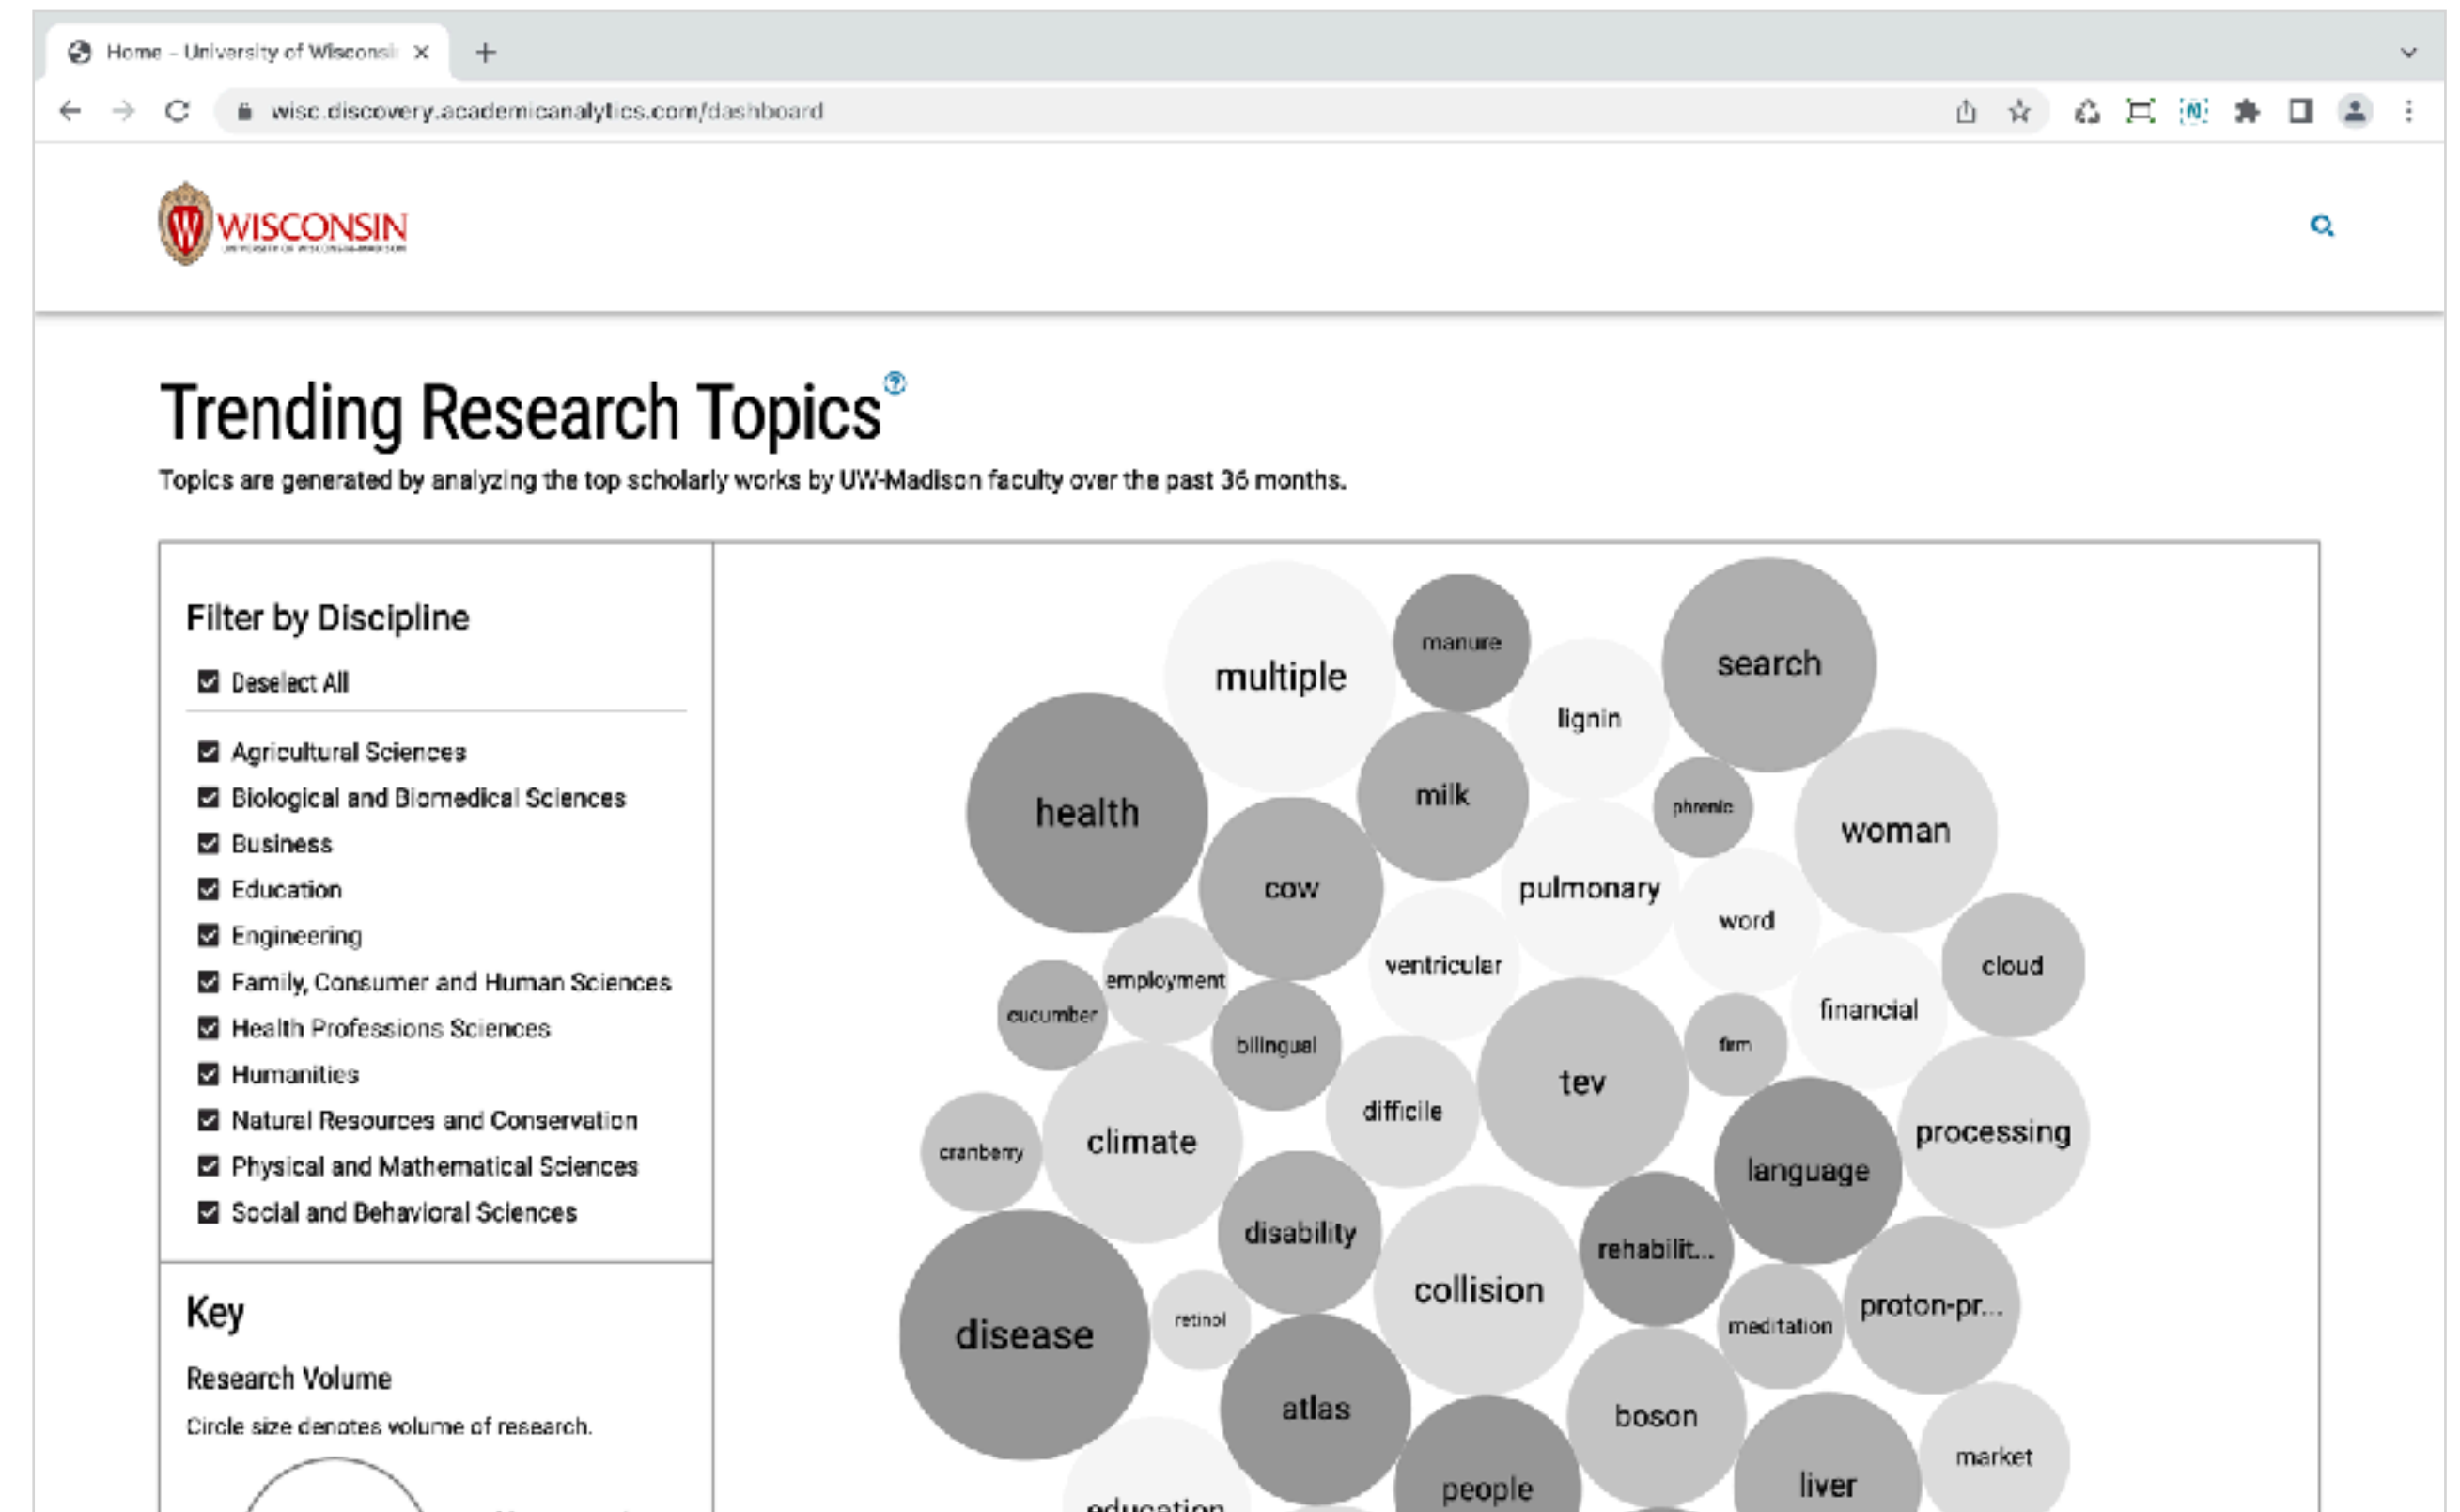 Home - University of Wisconsi
wisc.discovery.academicanalytics.com/dashboard
WISCONSIN
UNIVERSITY OF WISCONSIN-MADISON
Trending Research Topics
Topics are generated by analyzing the top scholarly works by UW-Madison faculty over the past 36 months.
Filter by Discipline
Deselect All
Agricultural Sciences
Biological and Biomedical Sciences
Business
Education
Engineering
Family, Consumer and Human Sciences
Health Professions Sciences
Humanities
Natural Resources and Conservation
Physical and Mathematical Sciences
Social and Behavioral Sciences
Key
Research Volume
Circle size denotes volume of research.
multiple
manure
search
lignin
health
milk
phrenic
woman
cow
pulmonary
word
cloud
employment
ventricular
financial
cucumber
bilingual
firm
tev
difficile
climate
cranberry
processing
language
disability
rehabilit...
collision
proton-pr...
meditation
retinol
disease
atlas
boson
market
liver
people
education